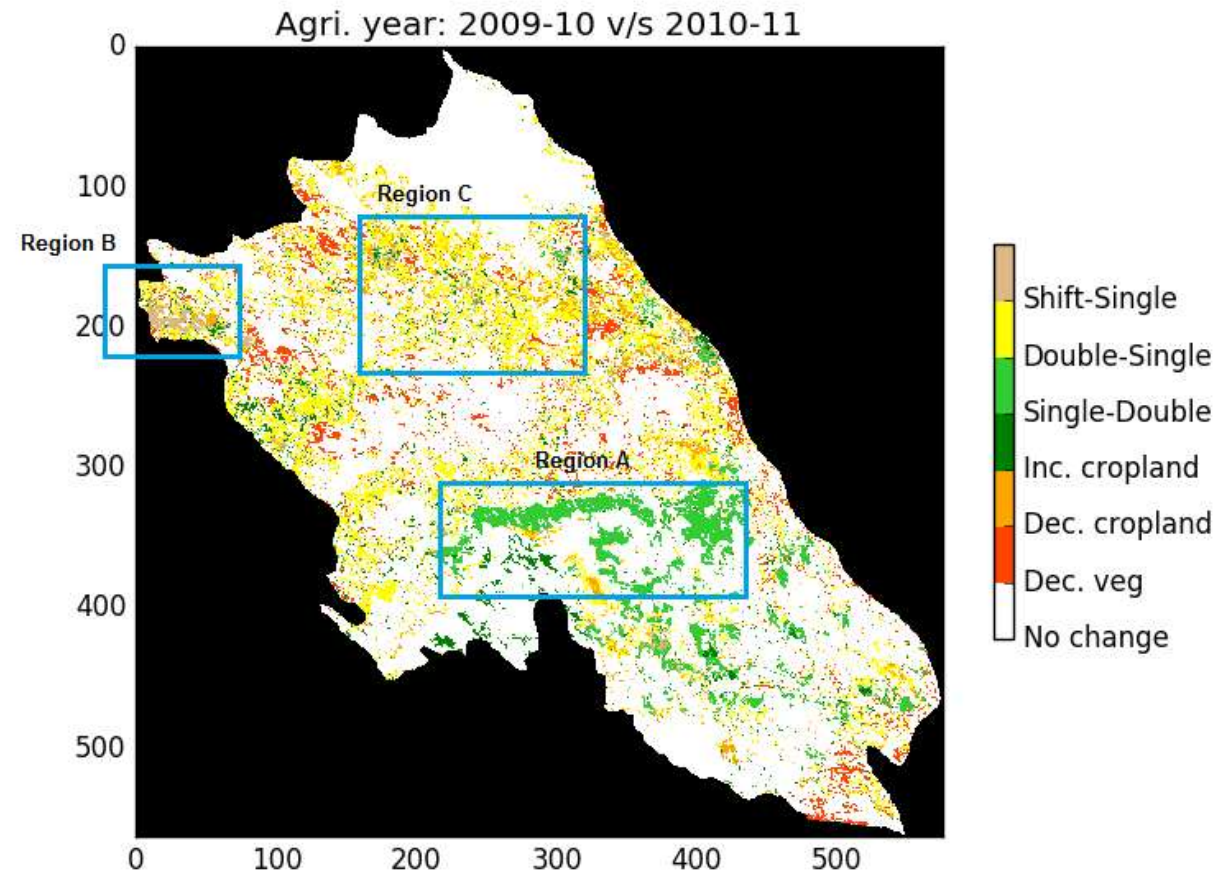 Agri. year: 2009-10 v/s 2010-11
0
100
Region C
Region B
200
300
Region A
400
500
0 100 200 300 400 500
Shift-Single
Double-Single
Single-Double
Inc. cropland
Dec. cropland
Dec. veg
No change